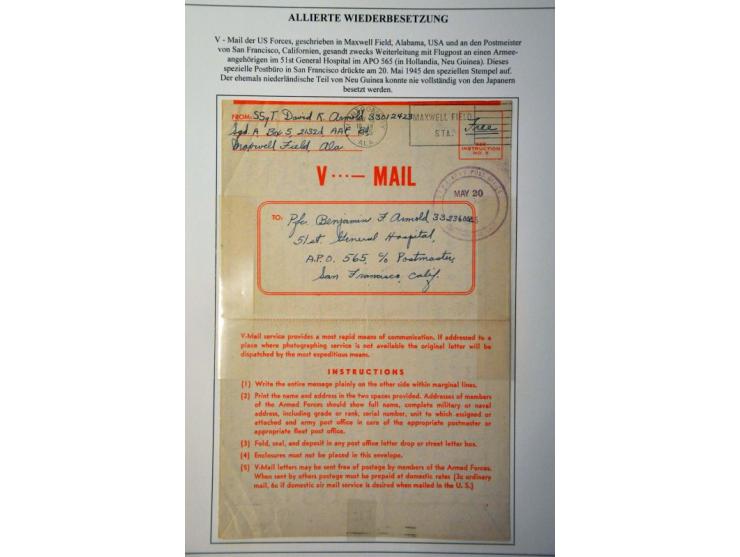 ALLIERTE WIEDERBESETZUNG
V - Mail der US Forces, geschrieben in Maxwell Field, Alabama, USA und an den Postmeister
von San Francisco, Californien, gesandt zwecks Weiterleitung mit Flugpost an einen Armee-
angehörigen im 51st General Hospital im APO 565 (in Hollandia, Neu Guinea). Dieses
spezielle Postbüro in San Francisco drückte am 20. Mai 1945 den speziellen Stempel auf.
Der ehemals niederländische Teil von Neu Guinea konnte nie vollständig von den Japanern
besetzt werden.
FROM: SSgT David R. Arnold 33012423
Sqd A Box 5, 2132d AAF
Maxwell Field, Ala
ALA
MAXWELL FIELD
STA.
Free
SEE
INSTRUCTION
NO. 5
V ···— MAIL
MAY 20
TO: Pfc. Benjamin F Arnold
51st General Hospital,
A.P.O. 565, c/o Postmaster,
San Francisco, Calif.
V-Mail service provides a most rapid means of communication. If addressed to a
place where photographing service is not available the original letter will be
dispatched by the most expeditious means.
INSTRUCTIONS
(1) Write the entire message plainly on the other side within marginal lines.
(2) Print the name and address in the two spaces provided. Addresses of members
of the Armed Forces should show full name, complete military or naval
address, including grade or rank, serial number, unit to which assigned or
attached and army post office in care of the appropriate postmaster or
appropriate fleet post office.
(3) Fold, seal, and deposit in any post office letter drop or street letter box.
(4) Enclosures must not be placed in this envelope.
(5) V-Mail letters may be sent free of postage by members of the Armed Forces.
When sent by others postage must be prepaid at domestic rates (3c ordinary
mail, 6c if domestic air mail service is desired when mailed in the U. S.)